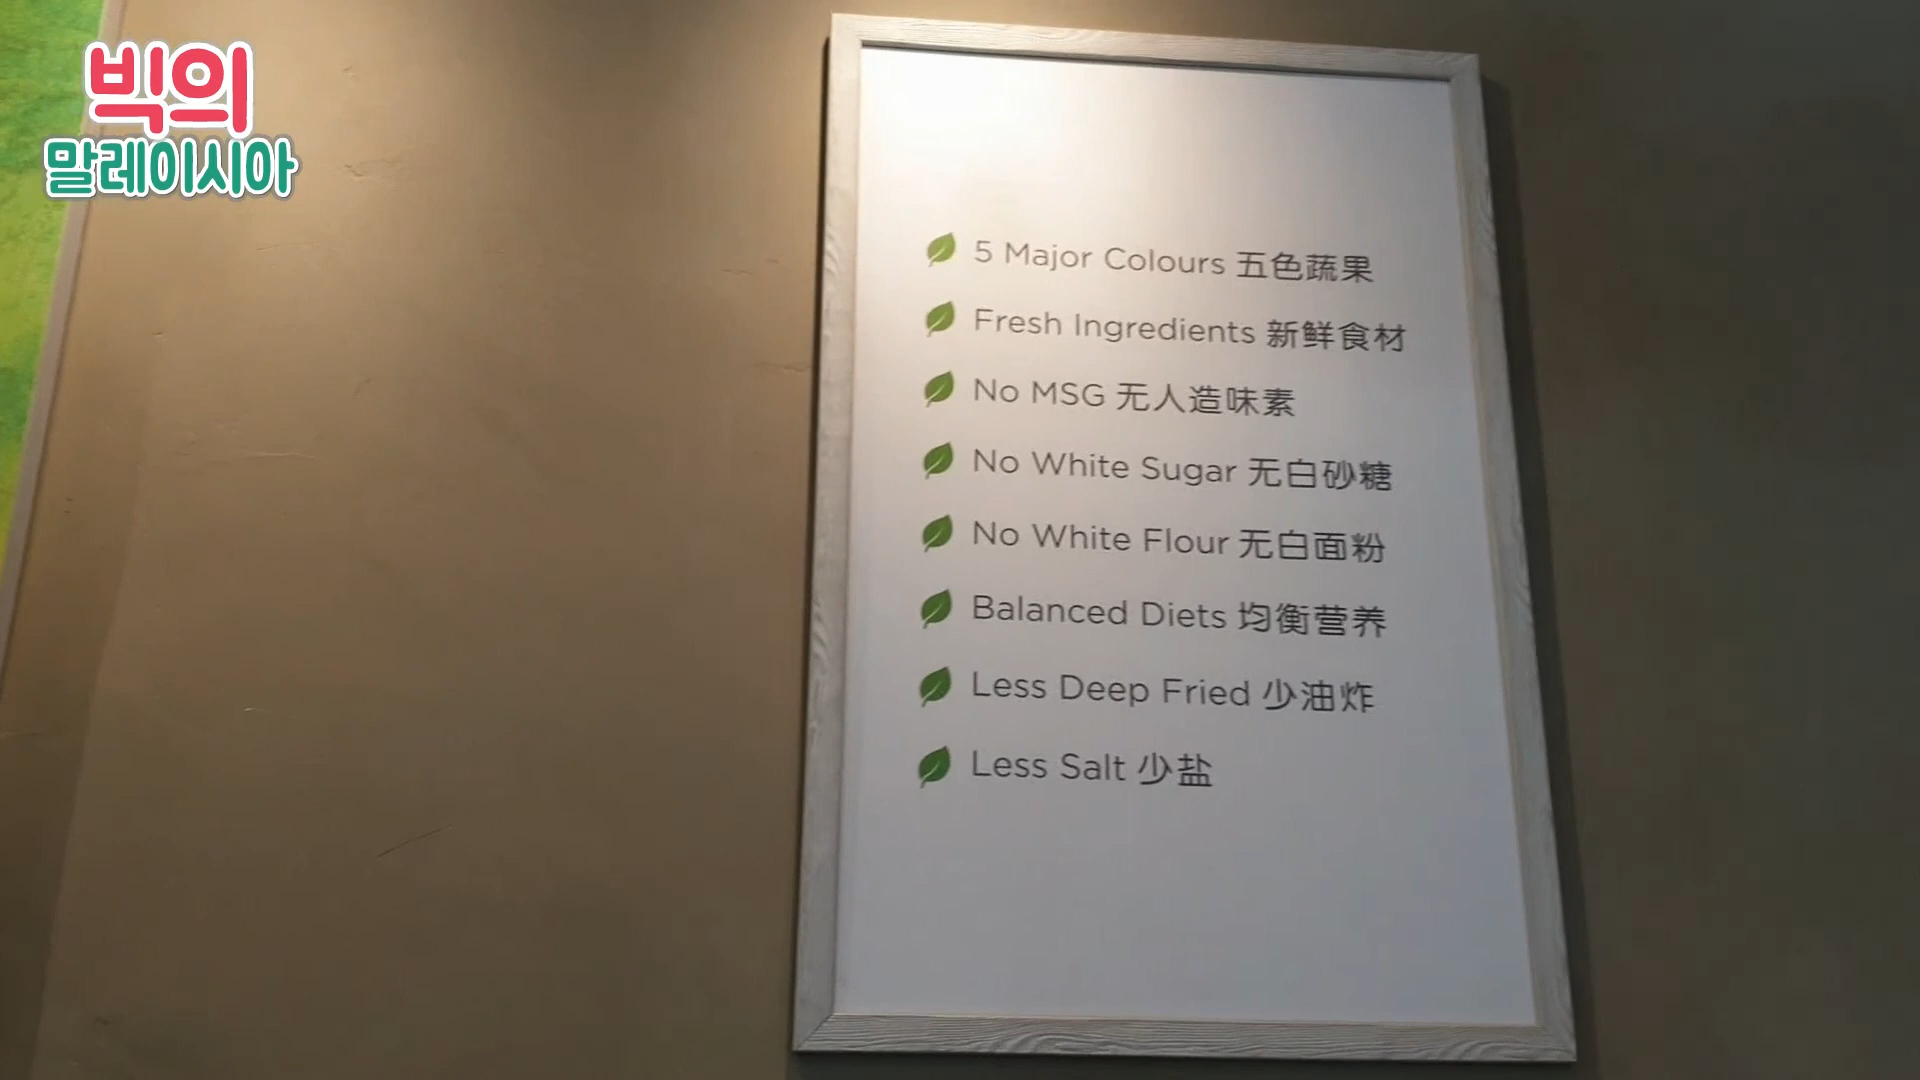 빅의
말레이시아
5 Major Colours 五色蔬果
Fresh Ingredients 新鲜食材
No MSG 无人造味素
No White Sugar 无白砂糖
No White Flour 无白面粉
Balanced Diets 均衡营养
Less Deep Fried 少油炸
Less Salt 少盐